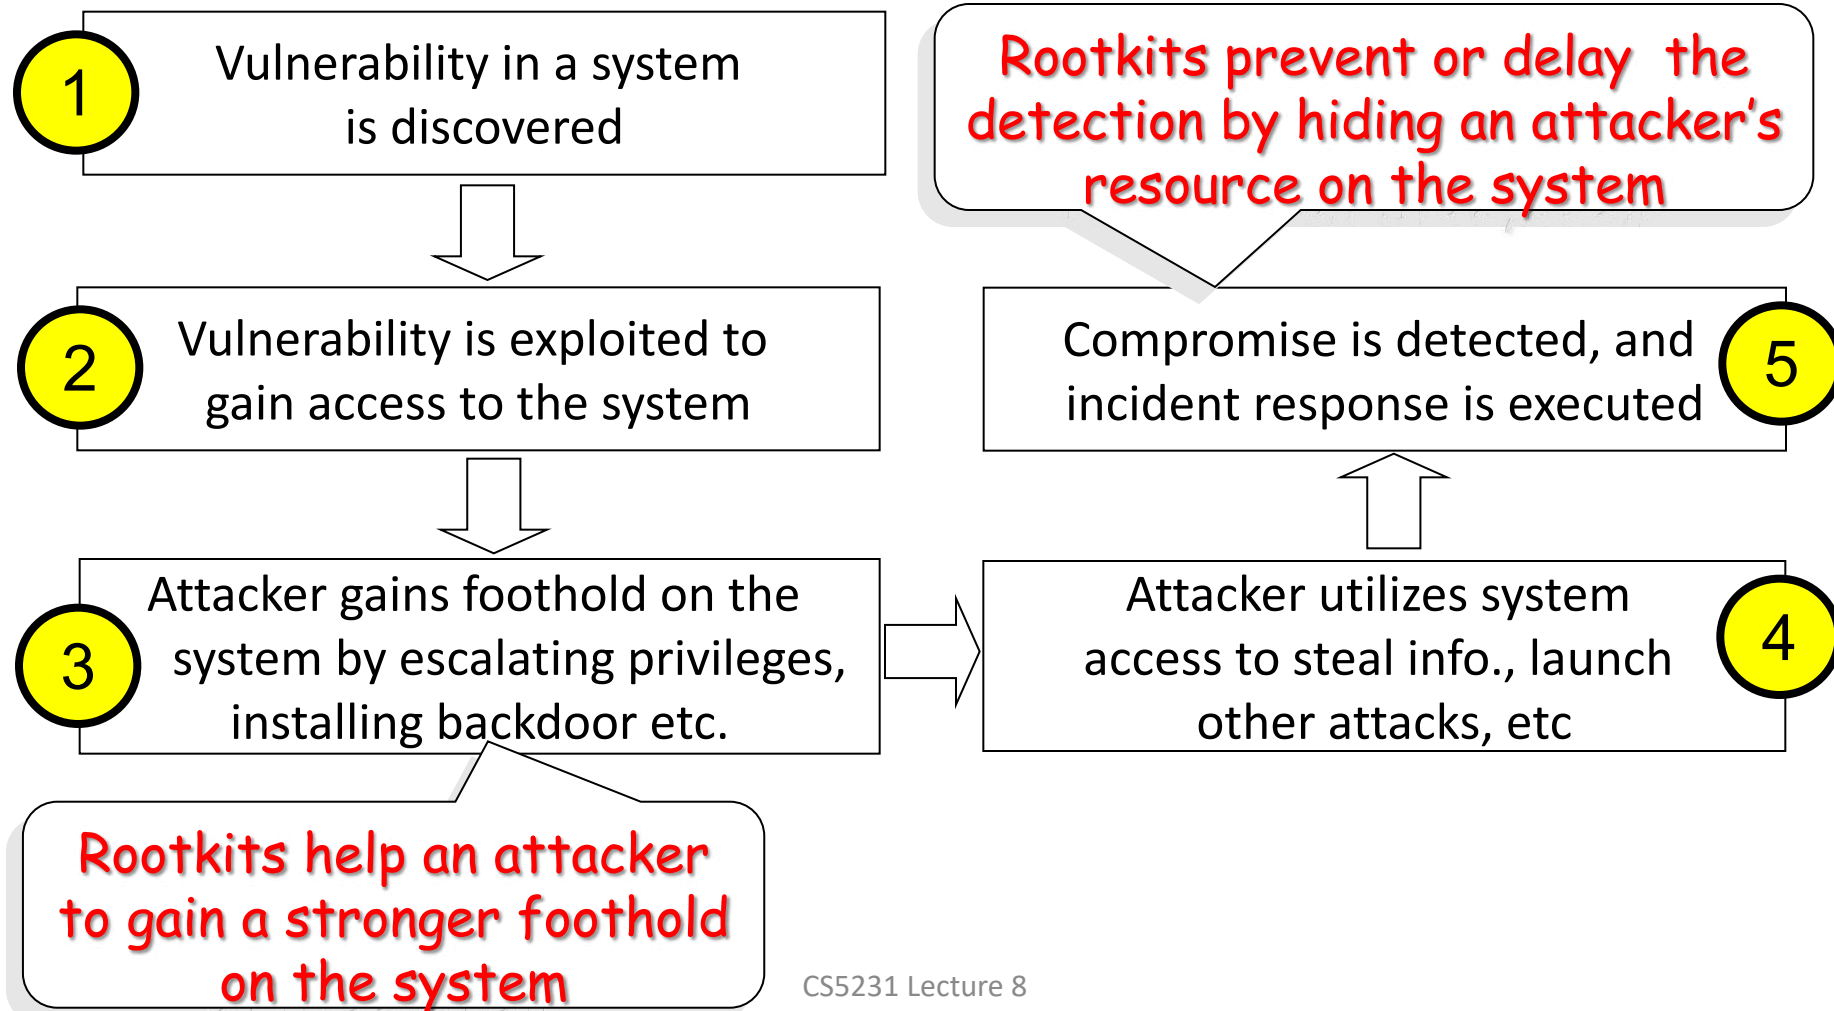 1
Vulnerability in a system
is discovered
2
Vulnerability is exploited to
gain access to the system
3
Attacker gains foothold on the
system by escalating privileges,
installing backdoor etc.
Rootkits help an attacker
to gain a stronger foothold
on the system
4
Attacker utilizes system
access to steal info., launch
other attacks, etc
5
Compromise is detected, and
incident response is executed
Rootkits prevent or delay  the
detection by hiding an attacker’s
resource on the system
CS5231 Lecture 8